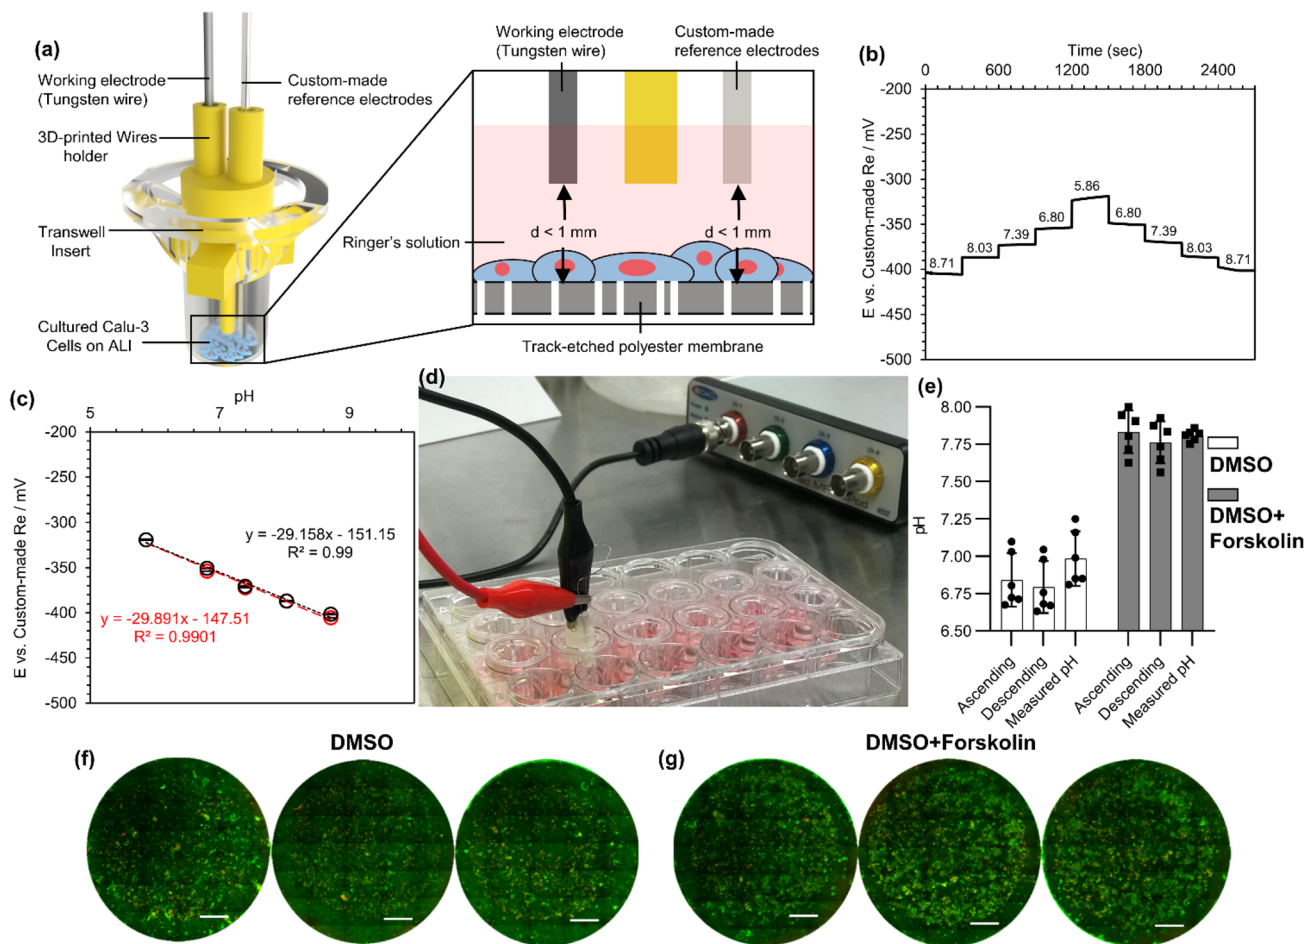 (a)
Working electrode
(Tungsten wire)
Custom-made
reference electrodes
3D-printed Wires
holder
Transwell
Insert
Cultured Calu-3
Cells on ALI
Working electrode
(Tungsten wire)
Custom-made
reference electrodes
Ringer's solution
d < 1 mm
d < 1 mm
Track-etched polyester membrane
(b)
Time (sec)
0 600 1200 1800 2400
E vs. Custom-made Re / mV
-200
-250
-300
-350
-400
-450
-500
8.71 8.03 7.39 6.80 5.86 6.80 7.39 8.03 8.71
(c)
pH
5 7 9
E vs. Custom-made Re / mV
-200
-250
-300
-350
-400
-450
-500
y = -29.158x - 151.15
R² = 0.99
y = -29.891x - 147.51
R² = 0.9901
(d)
(e)
pH
8.00
7.75
7.50
7.25
7.00
6.75
6.50
Ascending
Descending
Measured pH
Ascending
Descending
Measured pH
DMSO
DMSO+
Forskolin
(f)
DMSO
(g)
DMSO+Forskolin